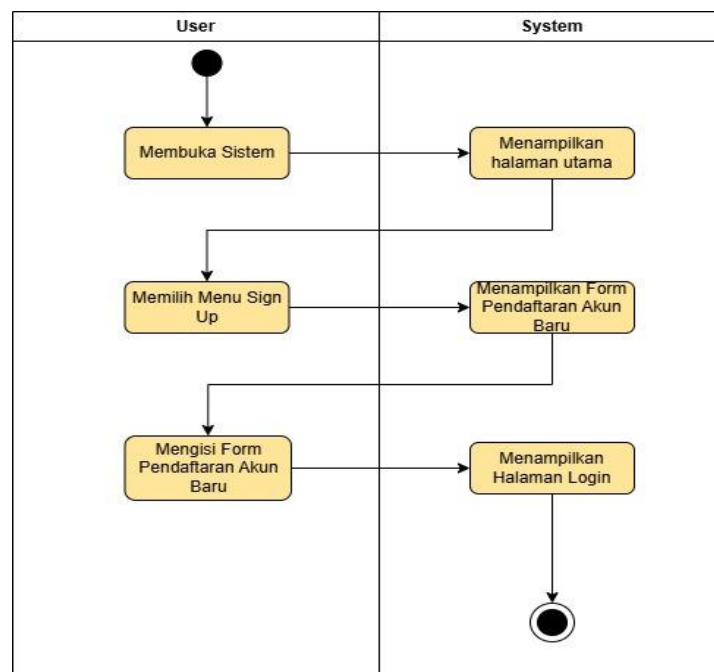 User
System
Membuka Sistem
Menampilkan
halaman utama
Memilih Menu Sign
Up
Menampilkan Form
Pendaftaran Akun
Baru
Mengisi Form
Pendaftaran Akun
Baru
Menampilkan
Halaman Login